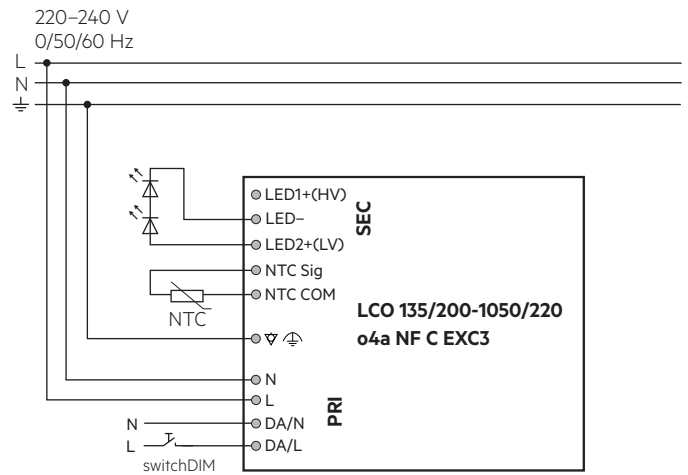 220–240 V
0/50/60 Hz
L
N
LED1+(HV)
LED–
LED2+(LV)
SEC
NTC Sig
NTC COM
NTC
LCO 135/200-1050/220
o4a NF C EXC3
N
L
PRI
N
DA/N
L
DA/L
switchDIM